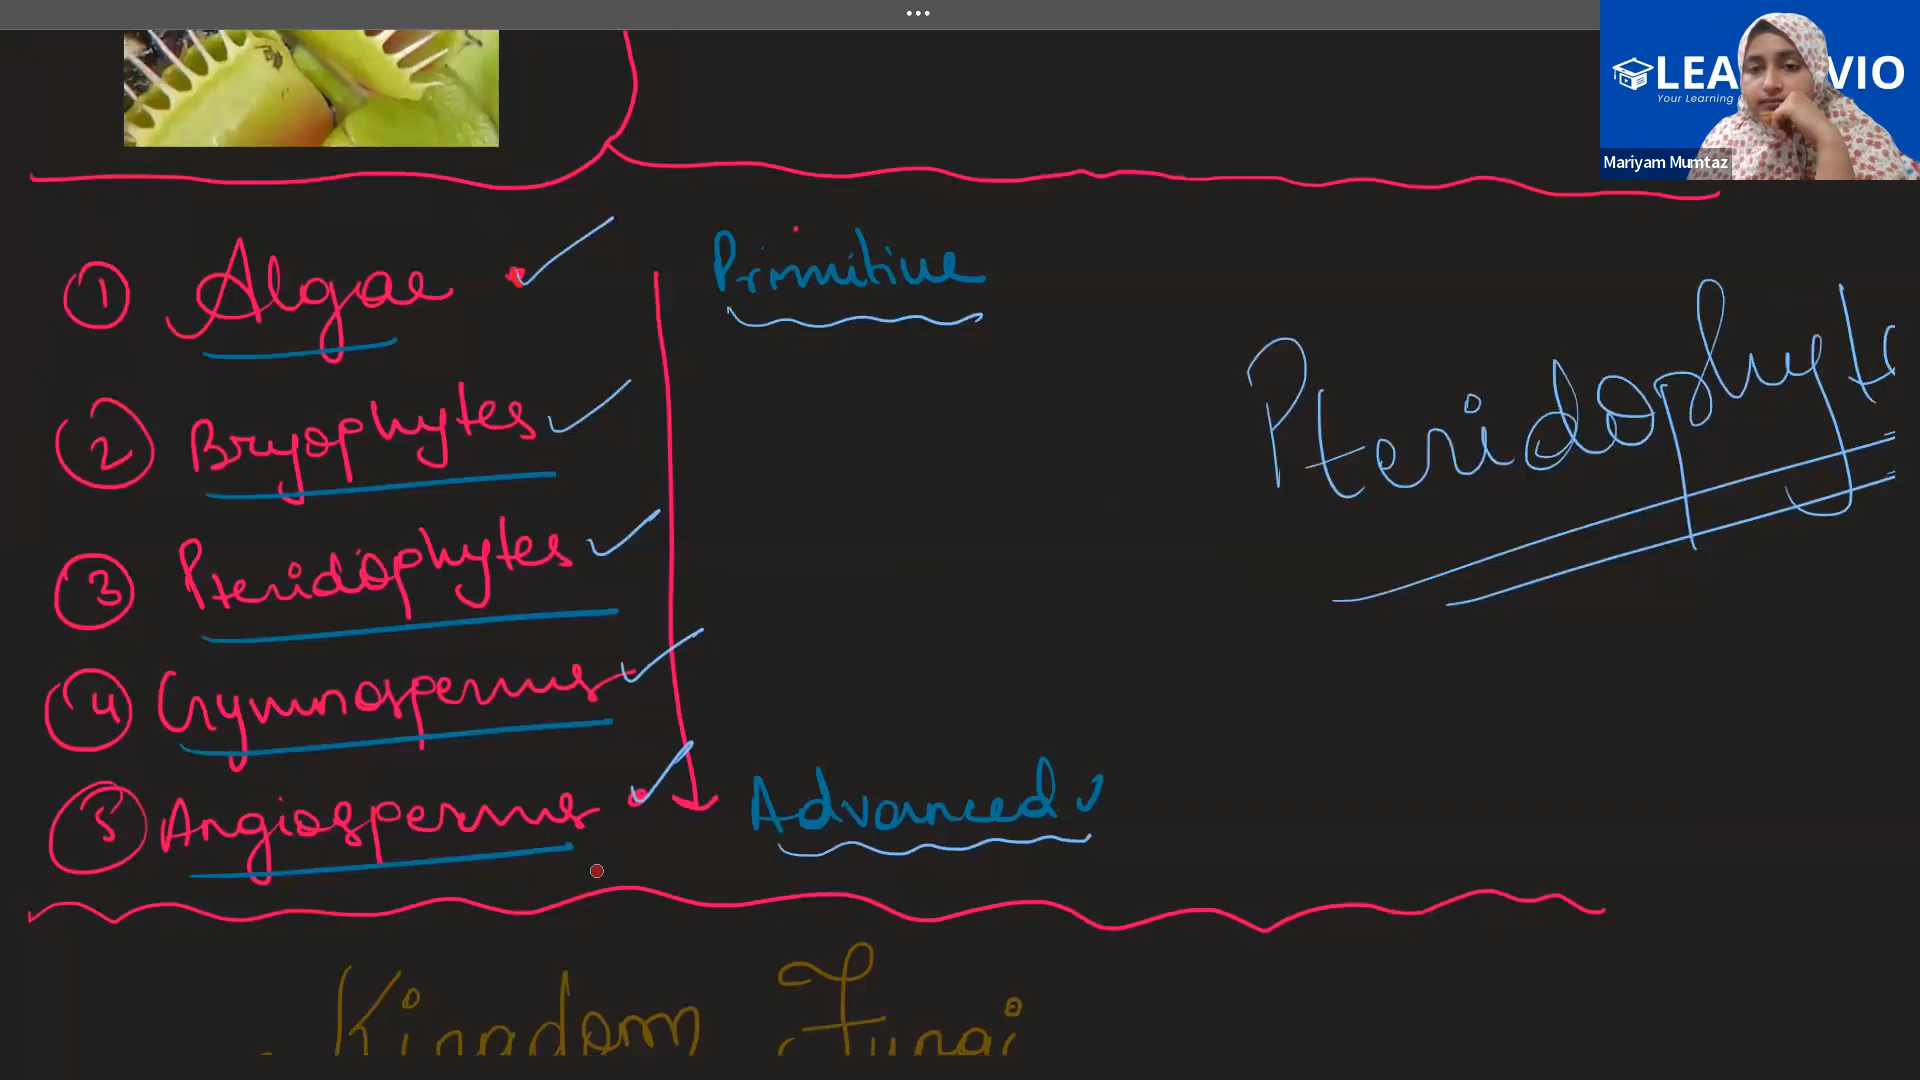 LEA VIO
Your Learning
Mariyam Mumtaz
① Algae
Primitive
② Bryophytes
Pteridophyt
③ Pteridophytes
④ Gymnosperms
⑤ Angiosperms
Advanced
Kingdom Fungi